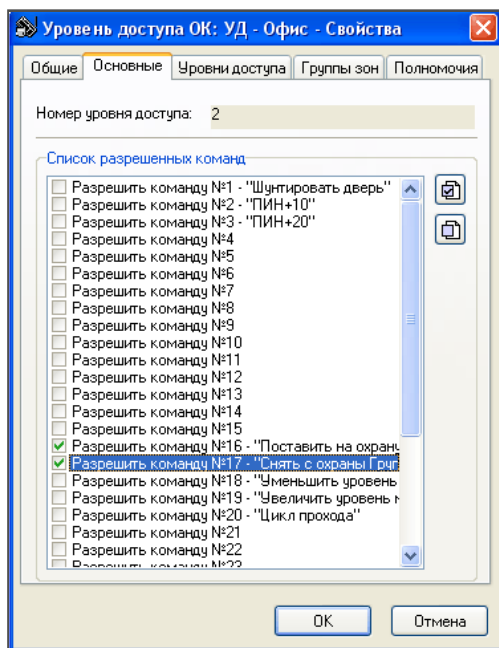 Уровень доступа ОК: УД - Офис - Свойства
Общие Основные Уровни доступа Группы зон Полномочия
Номер уровня доступа: 2
Список разрешенных команд
Разрешить команду №1 - "Шунтировать дверь"
Разрешить команду №2 - "ПИН+10"
Разрешить команду №3 - "ПИН+20"
Разрешить команду №4
Разрешить команду №5
Разрешить команду №6
Разрешить команду №7
Разрешить команду №8
Разрешить команду №9
Разрешить команду №10
Разрешить команду №11
Разрешить команду №12
Разрешить команду №13
Разрешить команду №14
Разрешить команду №15
Разрешить команду №16 - "Поставить на охрану
Разрешить команду №17 - "Снять с охраны Груп
Разрешить команду №18 - "Уменьшить уровень
Разрешить команду №19 - "Увеличить уровень
Разрешить команду №20 - "Цикл прохода"
Разрешить команду №21
Разрешить команду №22
Разрешить команду №23
ОК Отмена